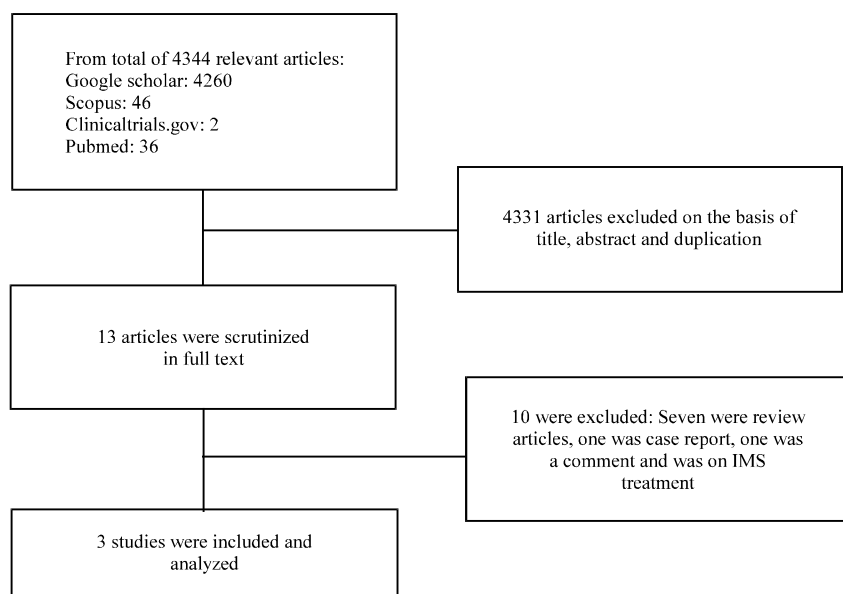 From total of 4344 relevant articles:
Google scholar: 4260
Scopus: 46
Clinicaltrials.gov: 2
Pubmed: 36
4331 articles excluded on the basis of
title, abstract and duplication
13 articles were scrutinized
in full text
10 were excluded: Seven were review
articles, one was case report, one was
a comment and was on IMS
treatment
3 studies were included and
analyzed